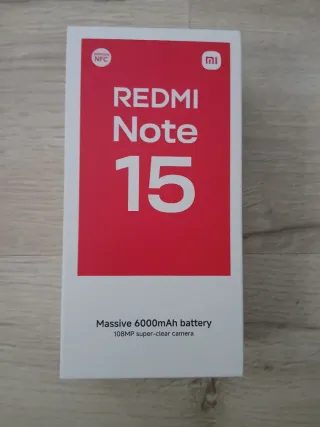 NFC
mi
REDMI
Note
15
Massive 6000mAh battery
108MP super-clear camera